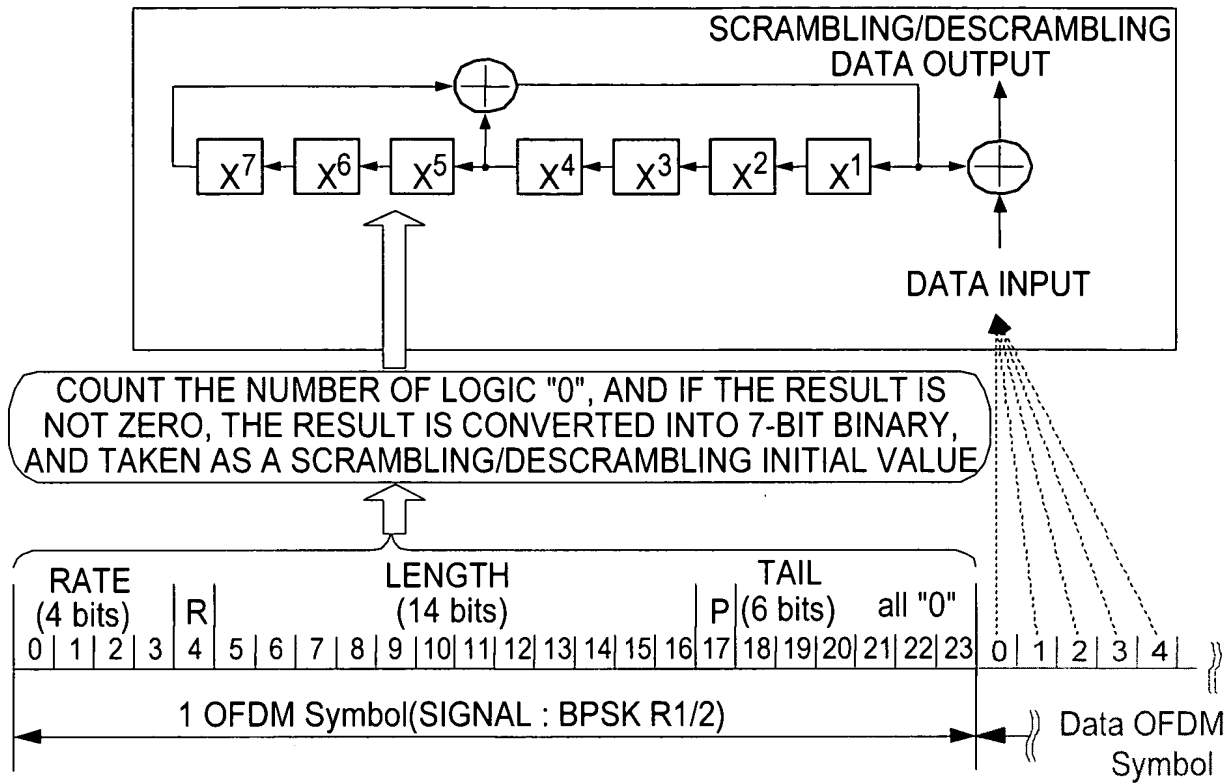 SCRAMBLING/DESCRAMBLING
DATA OUTPUT
X7 X6 X5 X4 X3 X2 X1
DATA INPUT
COUNT THE NUMBER OF LOGIC "0", AND IF THE RESULT IS
NOT ZERO, THE RESULT IS CONVERTED INTO 7-BIT BINARY,
AND TAKEN AS A SCRAMBLING/DESCRAMBLING INITIAL VALUE
RATE LENGTH TAIL
(4 bits) R (14 bits) P (6 bits) all "0"
0 1 2 3 4 5 6 7 8 9 10 11 12 13 14 15 16 17 18 19 20 21 22 23 0 1 2 3 4
1 OFDM Symbol(SIGNAL : BPSK R1/2) Data OFDM
Symbol